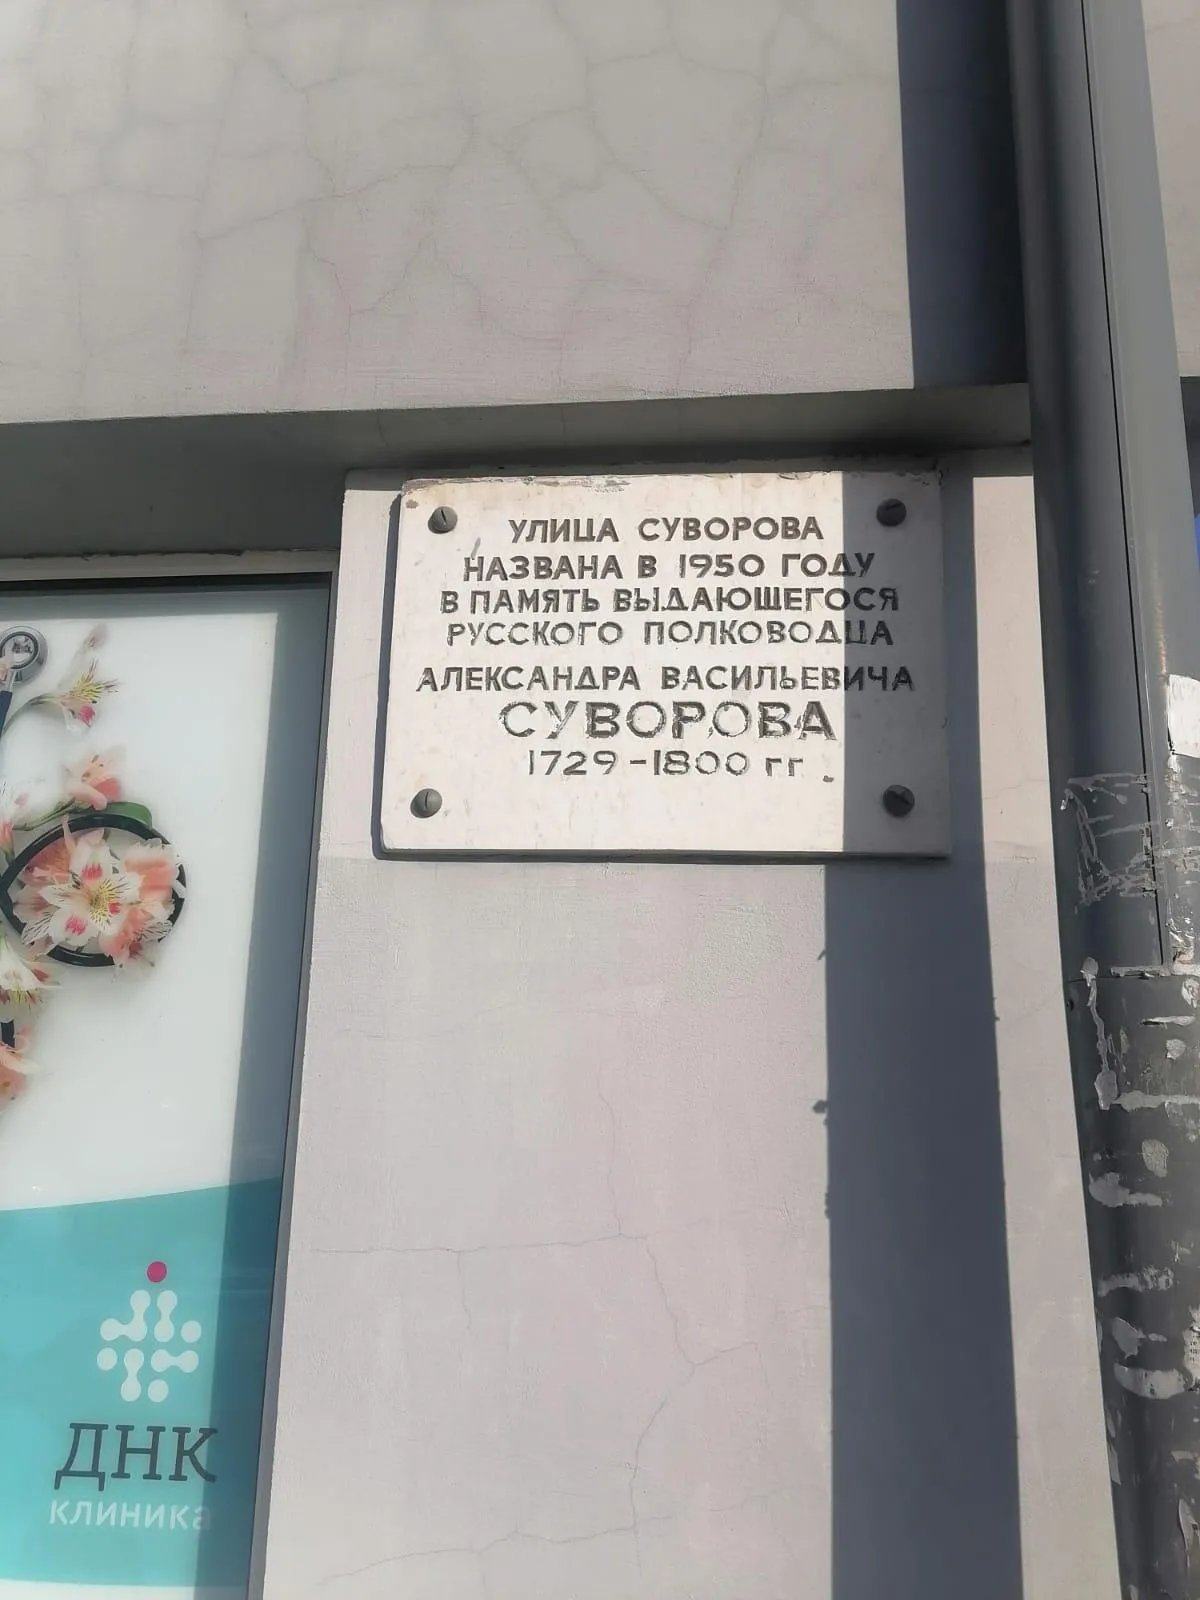 УЛИЦА СУВОРОВА
НАЗВАНА В 1950 ГОДУ
В ПАМЯТЬ ВЫДАЮЩЕГОСЯ
РУССКОГО ПОЛКОВОДЦА
АЛЕКСАНДРА ВАСИЛЬЕВИЧА
СУВОРОВА
1729-1800 гг.
ДНК
клиника